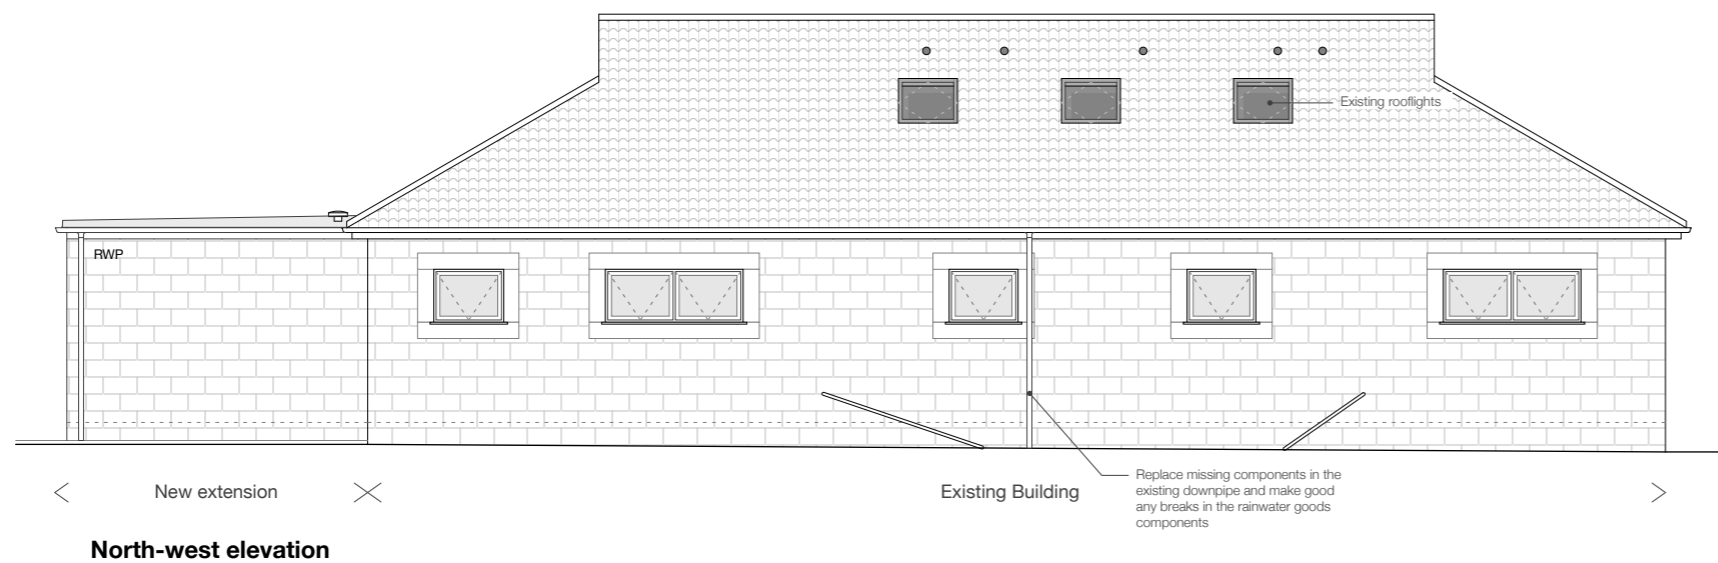 Existing rooflights
RWP
New extension
Existing Building
Replace missing components in the
existing downpipe and make good
any breaks in the rainwater goods
components
North-west elevation